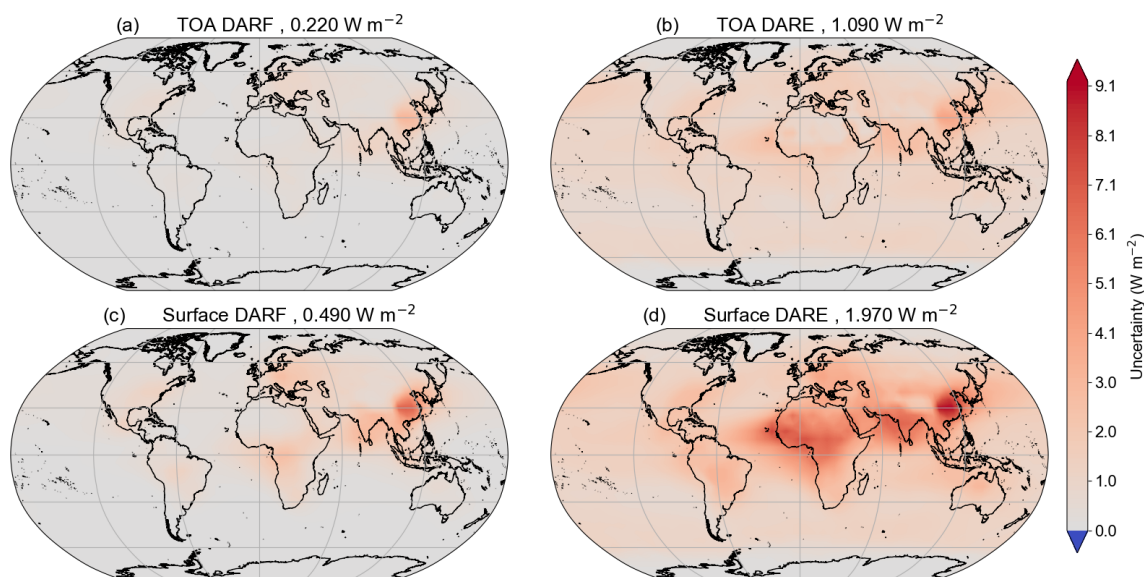 (a) TOA DARF , 0.220 W m⁻²
(b) TOA DARE , 1.090 W m⁻²
(c) Surface DARF , 0.490 W m⁻²
(d) Surface DARE , 1.970 W m⁻²
9.1
8.1
7.1
6.1
5.1
4.1
3.0
2.0
1.0
0.0
Uncertainty (W m⁻²)